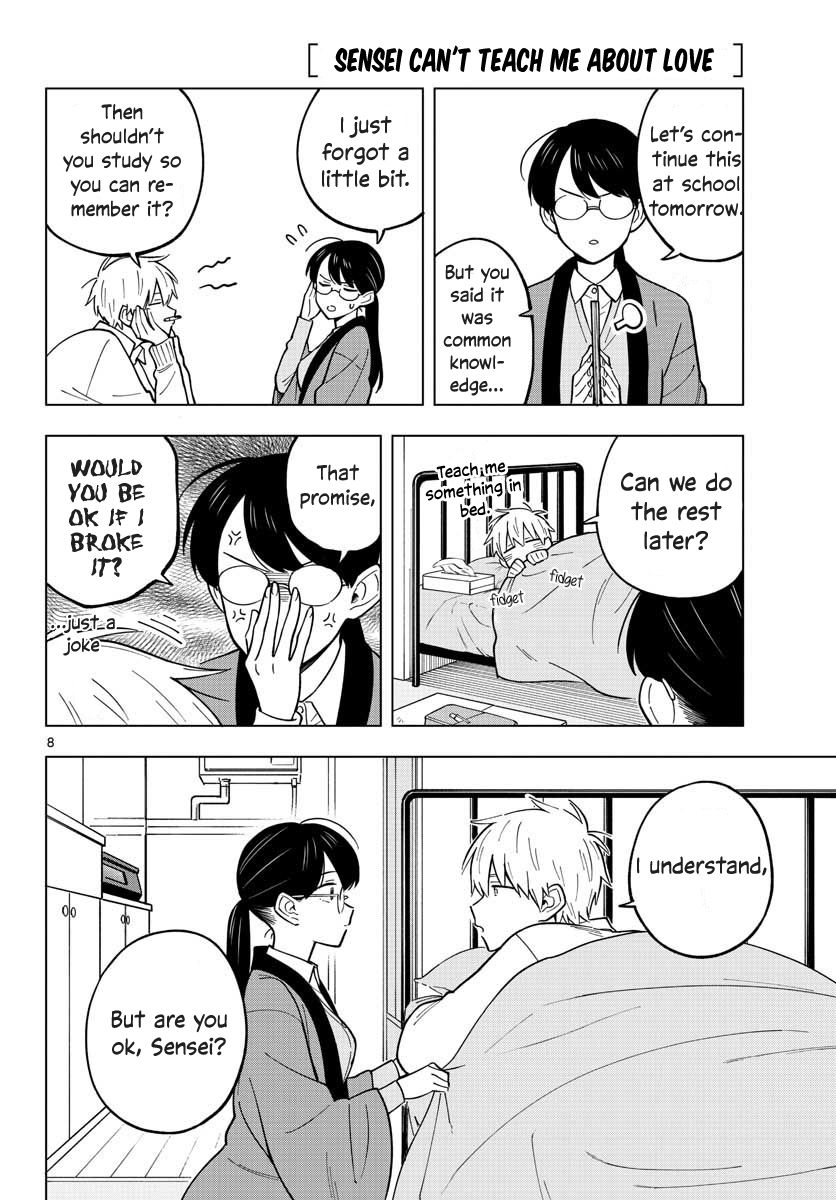 SENSEI CAN'T TEACH ME ABOUT LOVE
Let's con-
tinue this
at school
tomorrow.
But you
said it
was
common
knowl-
edge...
I just
forgot a
little bit.
Then
shouldn't
you study so
you can re-
member it?
Can we do
the rest
later?
Teach me
something in
bed.
fidget
fidget
That
promise,
WOULD
YOU BE
OK IF I
BROKE
IT?
...just a
joke
8
I understand,
But are you
ok, Sensei?